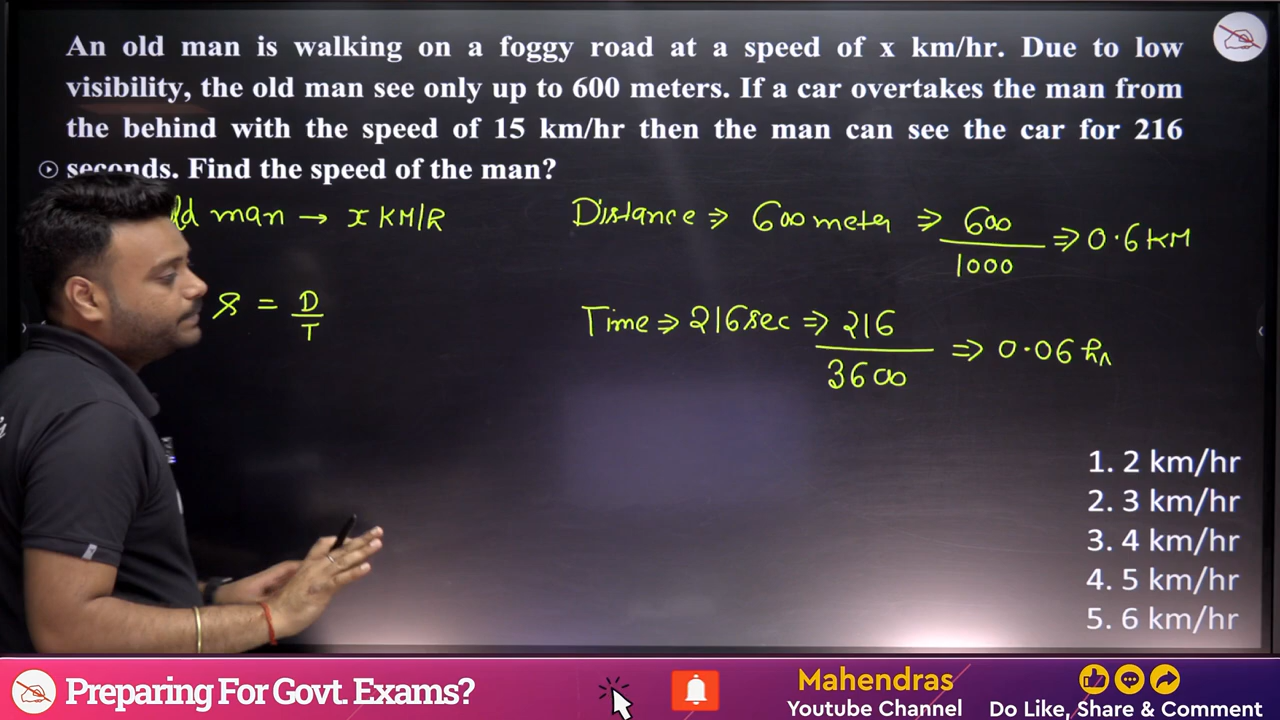 An old man is walking on a foggy road at a speed of x km/hr. Due to low
visibility, the old man see only up to 600 meters. If a car overtakes the man from
the behind with the speed of 15 km/hr then the man can see the car for 216
seconds. Find the speed of the man?
ld man → x KM/R
S = D/T
Distance ⇒ 600 meter ⇒ 600/1000 ⇒ 0.6 KM
Time ⇒ 216 sec ⇒ 216/3600 ⇒ 0.06 hr
1. 2 km/hr
2. 3 km/hr
3. 4 km/hr
4. 5 km/hr
5. 6 km/hr
Preparing For Govt. Exams?
Mahendras
Youtube Channel
Do Like, Share & Comment